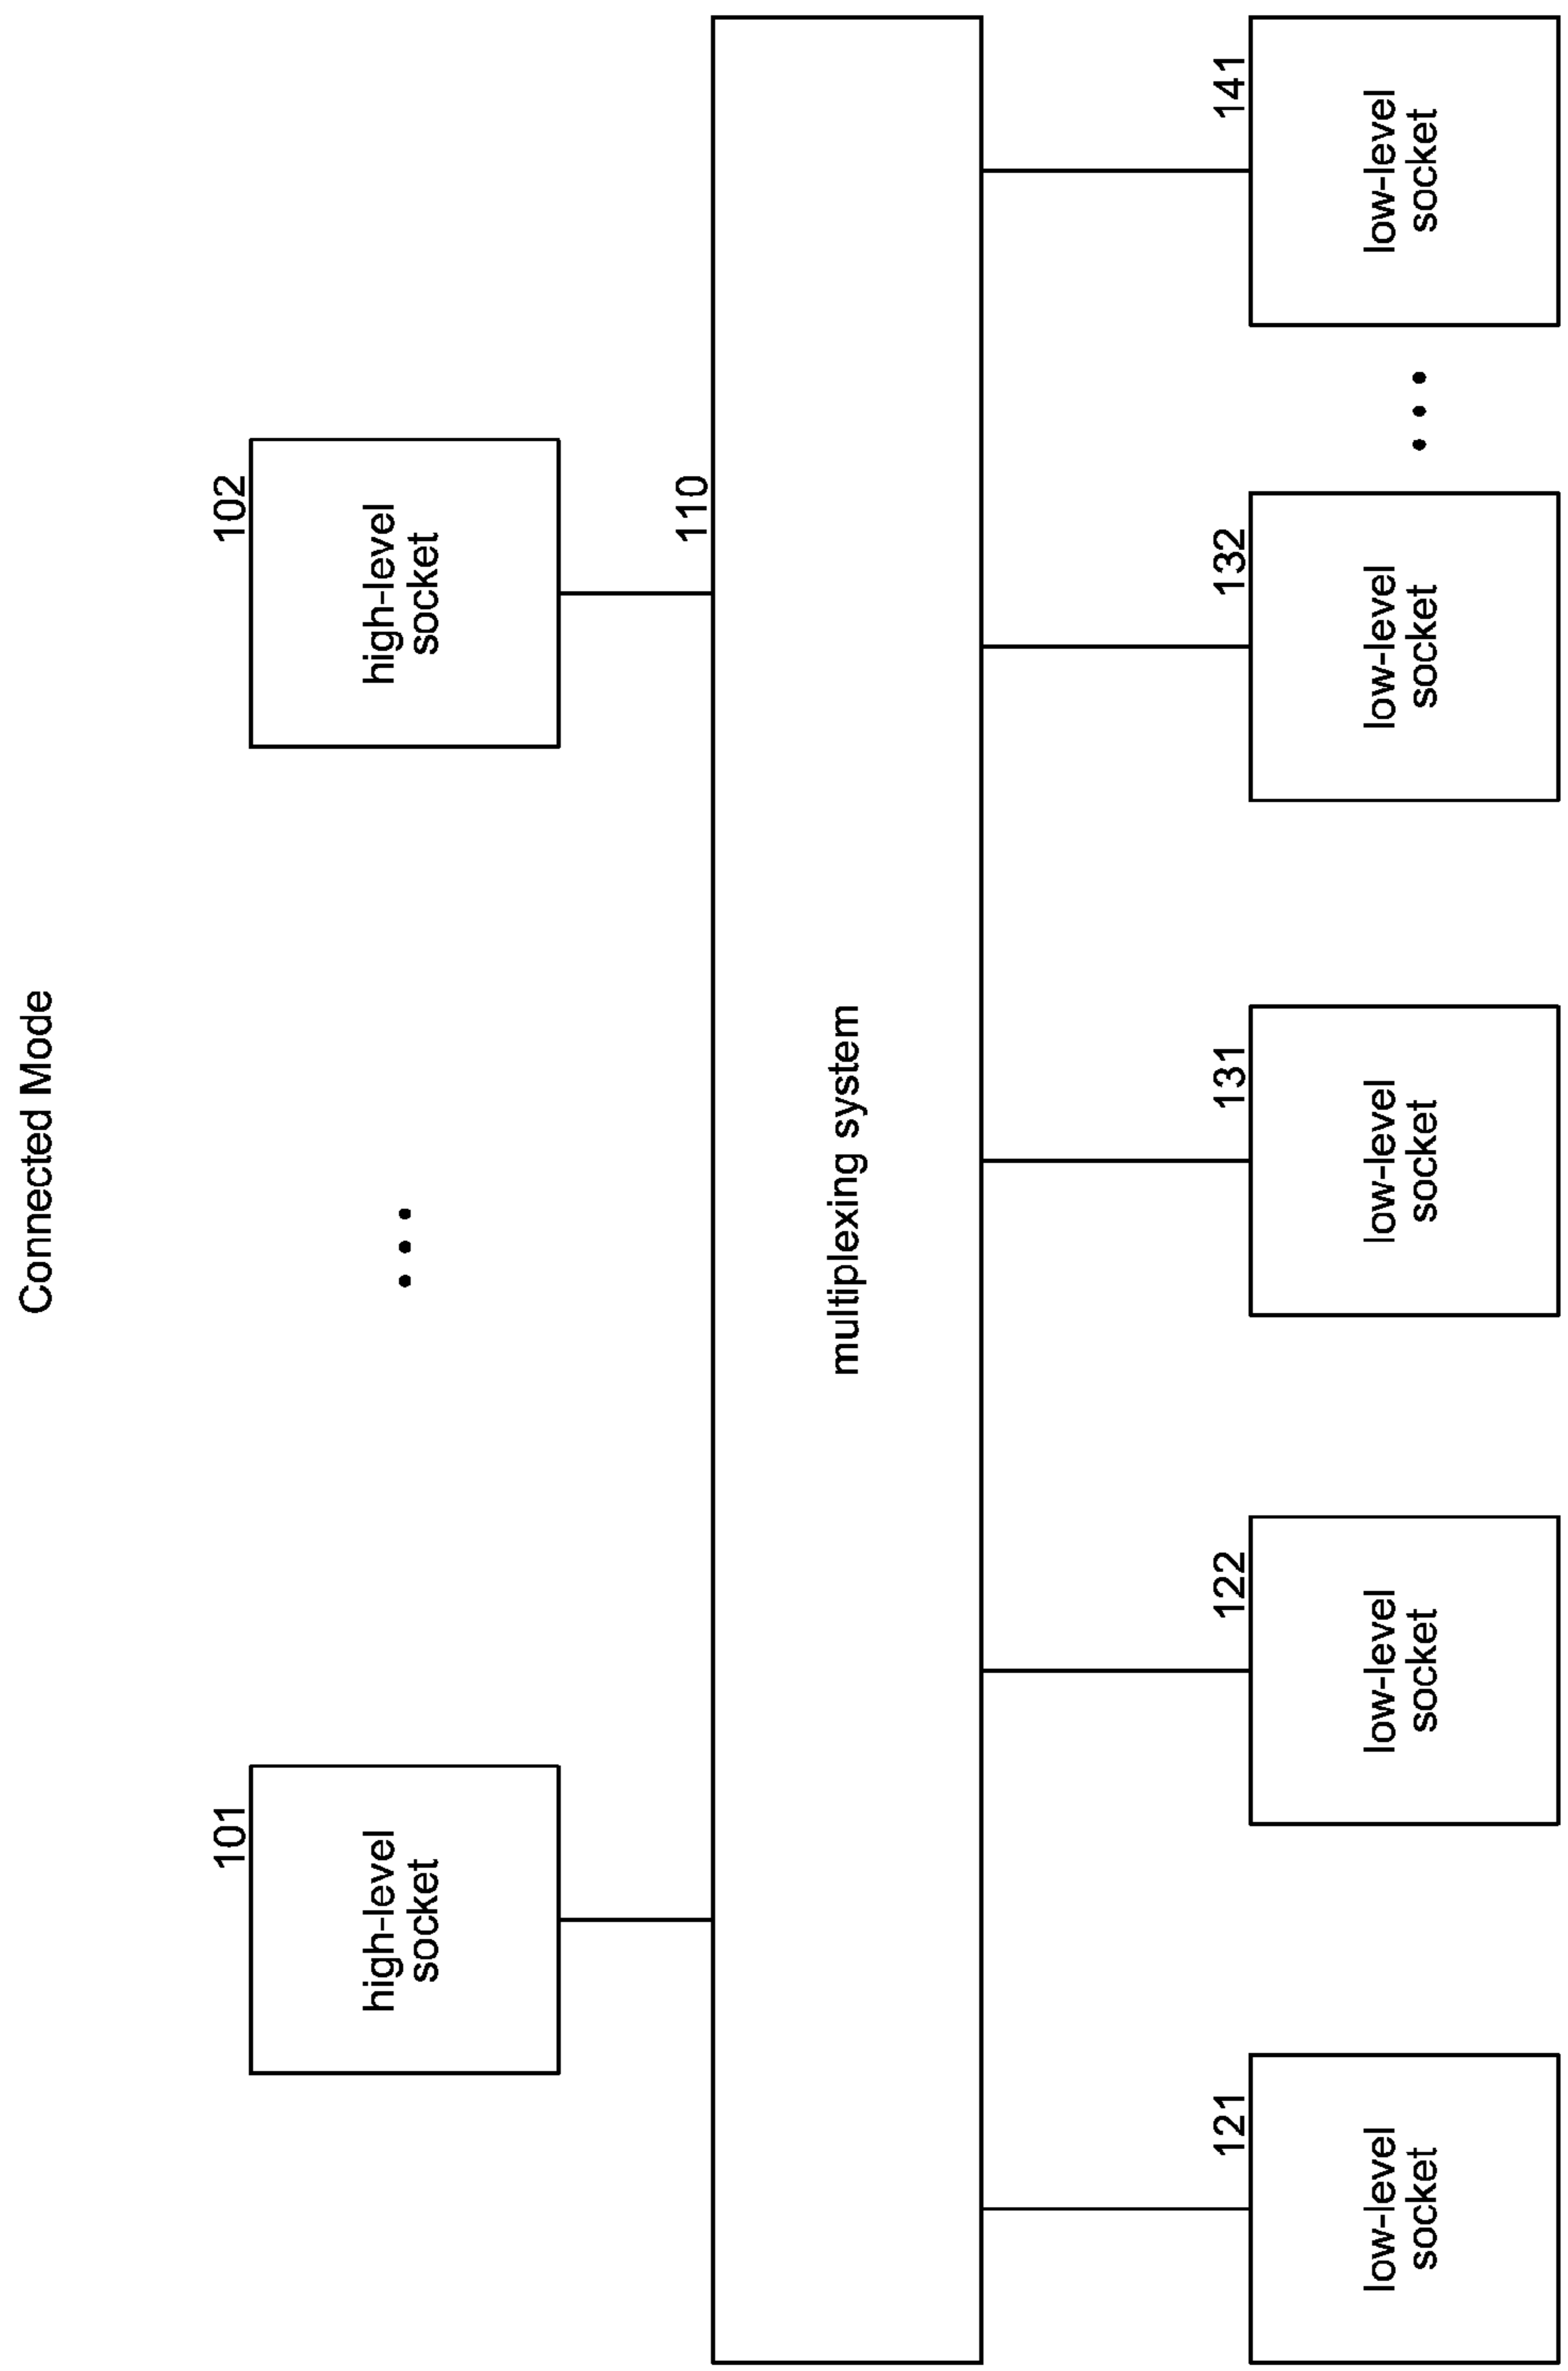 Connected Mode
101
high-level
socket
...
102
high-level
socket
110
multiplexing system
121
low-level
socket
122
low-level
socket
131
low-level
socket
132
low-level
socket
...
141
low-level
socket